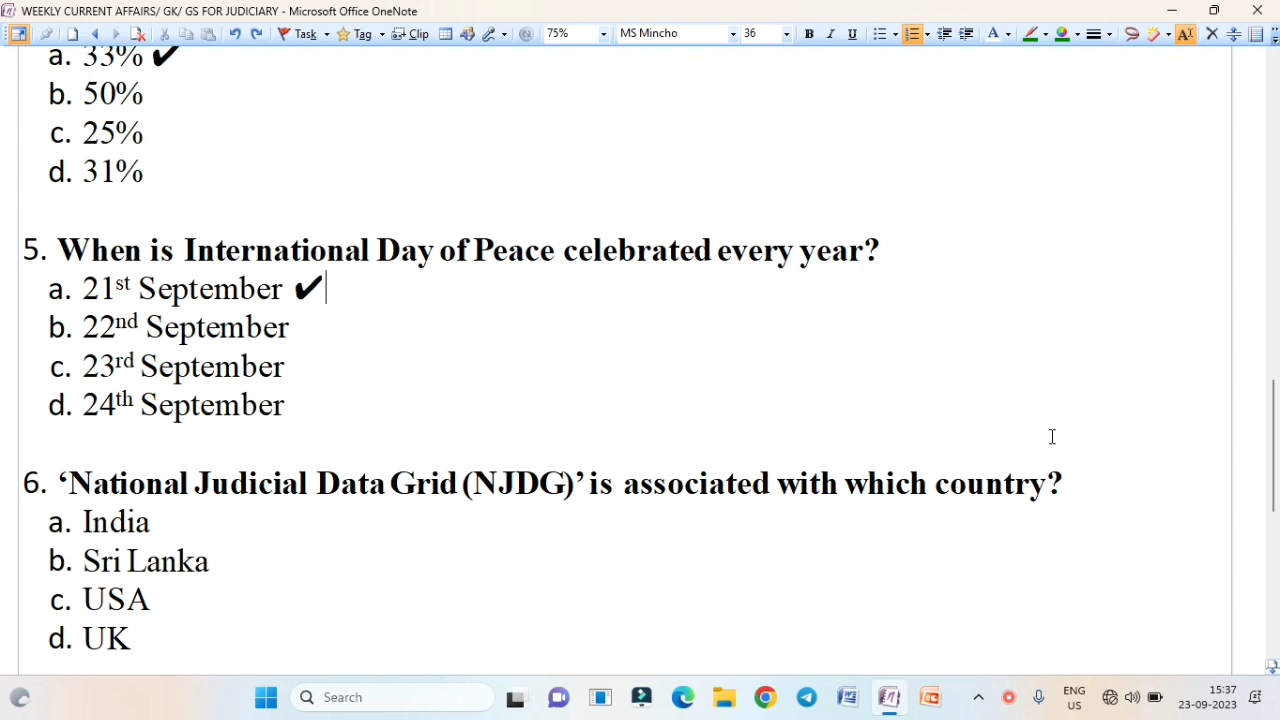 WEEKLY CURRENT AFFAIRS/ GK/ GS FOR JUDICIARY - Microsoft Office OneNote
Task Tag Clip 75% MS Mincho 36 B I U A A
a. 33% ✔
b. 50%
c. 25%
d. 31%
5. When is International Day of Peace celebrated every year?
a. 21st September ✔
b. 22nd September
c. 23rd September
d. 24th September
6. ‘National Judicial Data Grid (NJDG)’ is associated with which country?
a. India
b. Sri Lanka
c. USA
d. UK
Search
ENG
US
15:37
23-09-2023